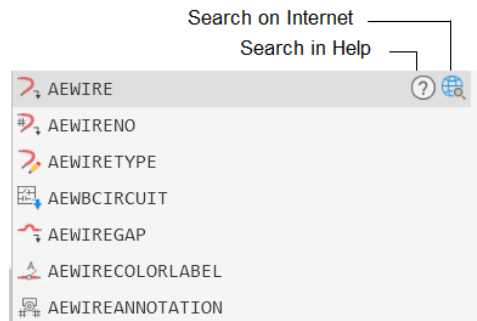 Search on Internet
Search in Help
AEWIRE
AEWIRENO
AEWIRETYPE
AEWBCIRCUIT
AEWIREGAP
AEWIRECOLORLABEL
AEWIREANNOTATION